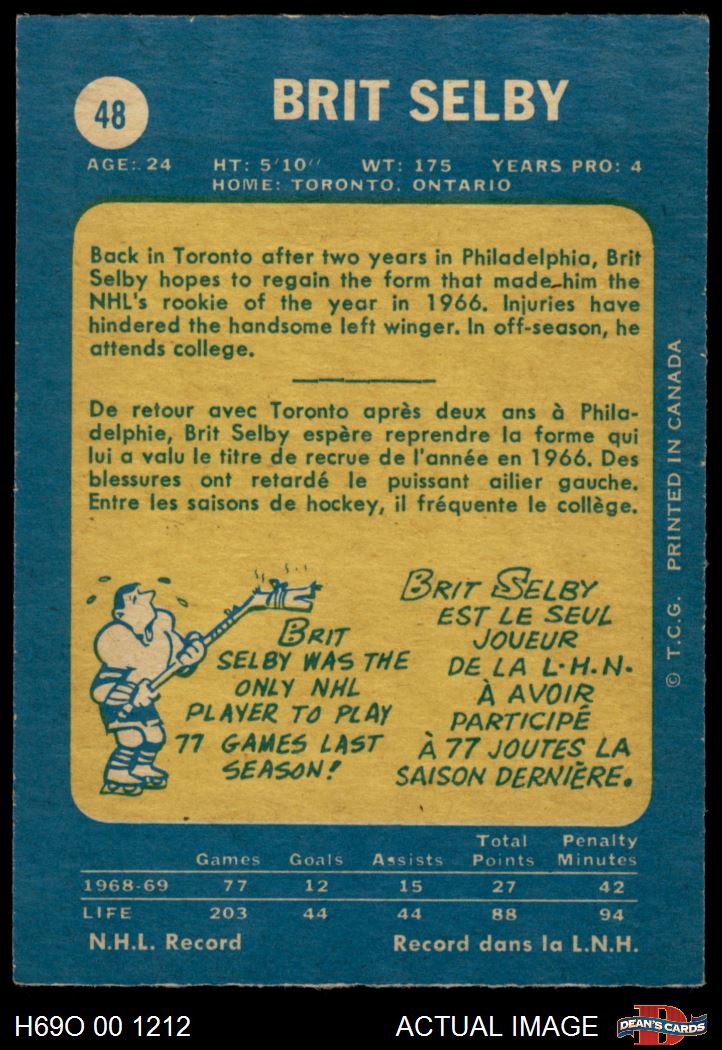 48
BRIT SELBY
AGE: 24 HT: 5'10" WT: 175 YEARS PRO: 4
HOME: TORONTO, ONTARIO
Back in Toronto after two years in Philadelphia, Brit
Selby hopes to regain the form that made him the
NHL's rookie of the year in 1966. Injuries have
hindered the handsome left winger. In off-season, he
attends college.
De retour avec Toronto après deux ans à Phila-
delphie, Brit Selby espère reprendre la forme qui
lui a valu le titre de recrue de l'année en 1966. Des
blessures ont retardé le puissant ailier gauche.
Entre les saisons de hockey, il fréquente le collège.
BRIT
SELBY WAS THE
ONLY NHL
PLAYER TO PLAY
77 GAMES LAST
SEASON!
BRIT SELBY
EST LE SEUL
JOUEUR
DE LA L.H.N.
À AVOIR
PARTICIPÉ
À 77 JOUTES LA
SAISON DERNIÈRE.
© T.C.G. PRINTED IN CANADA
Games Goals Assists Total Points Penalty Minutes
1968-69 77 12 15 27 42
LIFE 203 44 44 88 94
N.H.L. Record Record dans la L.N.H.
H69O 00 1212 ACTUAL IMAGE
DEAN'S CARDS